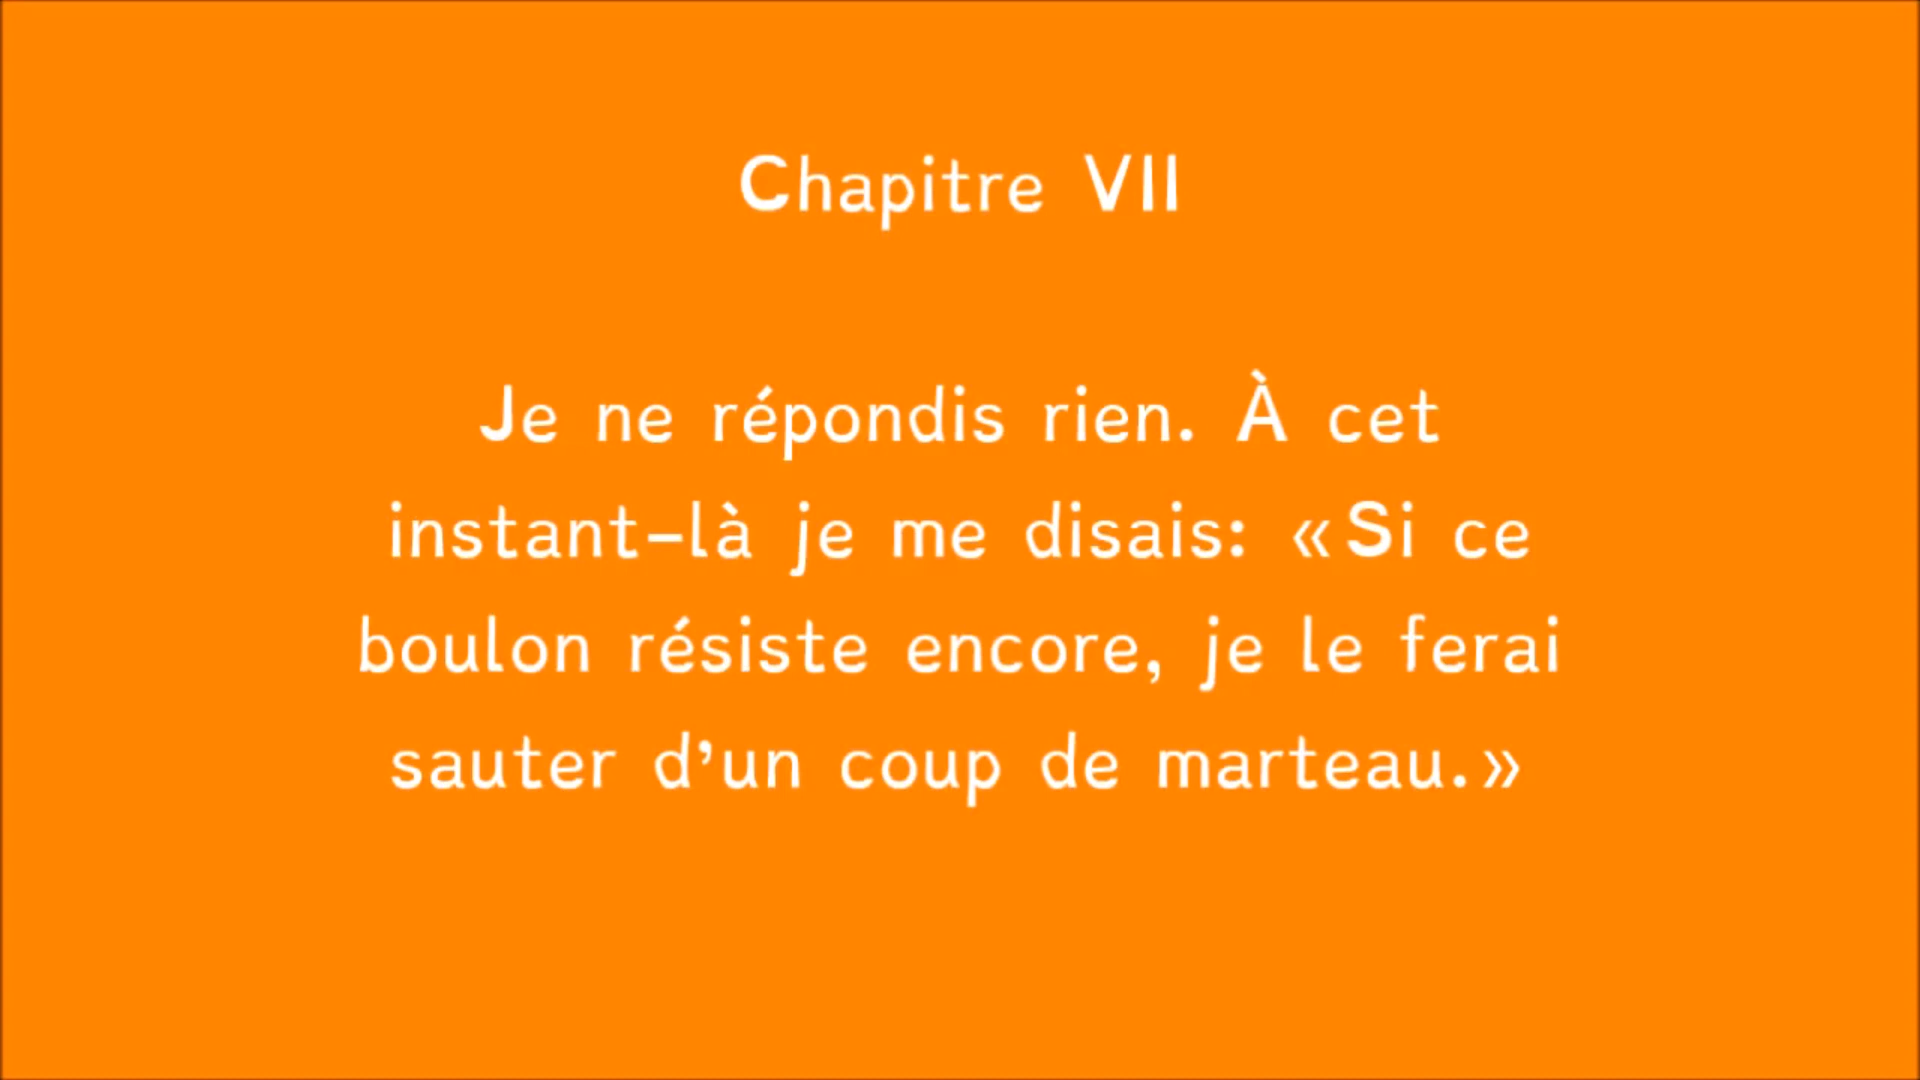 Chapitre VII
Je ne répondis rien. À cet
instant-là je me disais: «Si ce
boulon résiste encore, je le ferai
sauter d’un coup de marteau.»